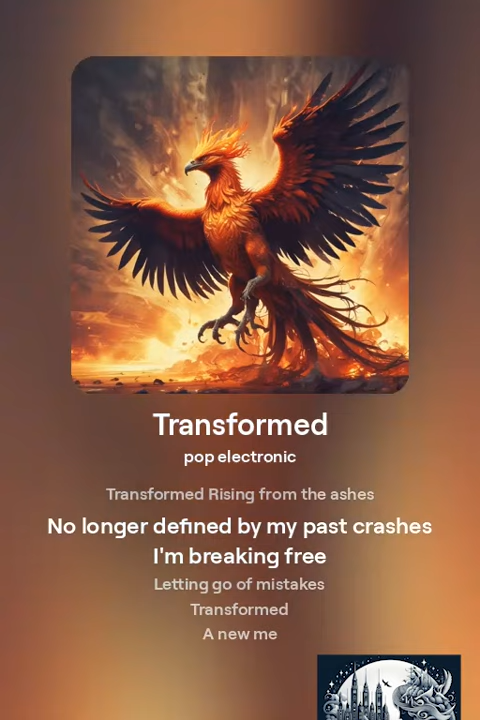 Transformed
pop electronic
Transformed Rising from the ashes
No longer defined by my past crashes
I'm breaking free
Letting go of mistakes
Transformed
A new me